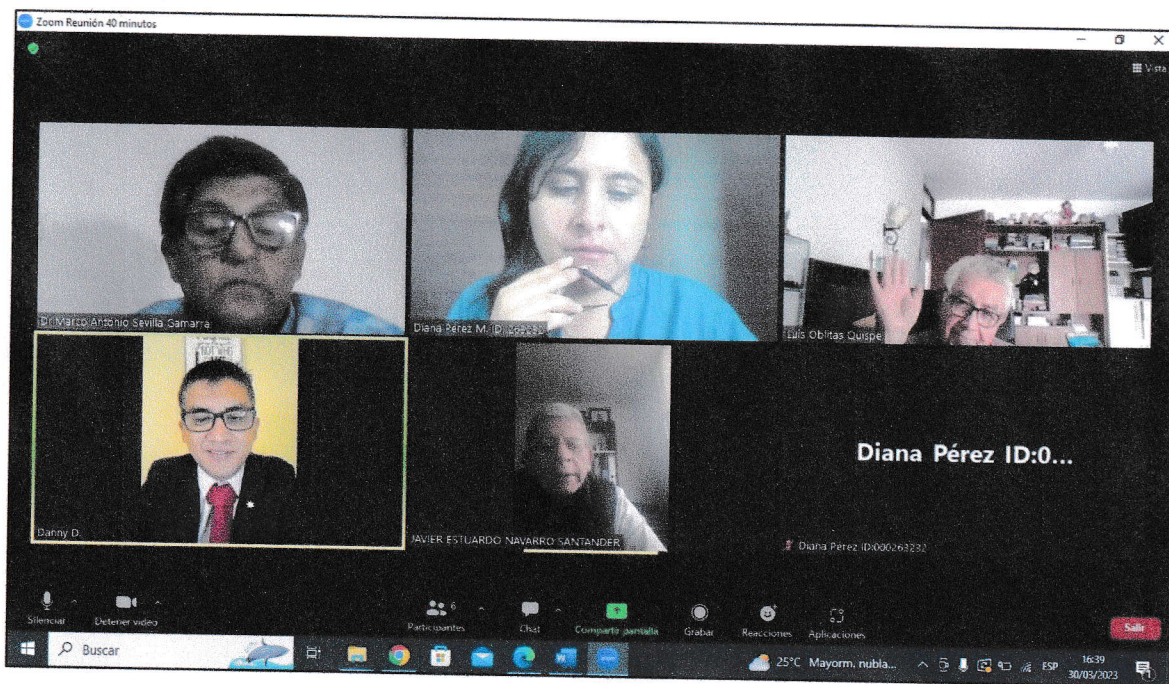 Zoom Reunión 40 minutos
Vista
Dr. Marco Antonio Sevilla Gamarra
Diana Pérez M. ID:
Luis Oblitas Quispe
Danny D.
JAVIER ESTUARDO NAVARRO SANTANDER
Diana Pérez ID:0...
Diana Pérez ID:000263232
Silenciar
Detener video
Participantes
6
Chat
Compartir pantalla
Grabar
Reacciones
Aplicaciones
Salir
Buscar
25°C Mayorm. nubla...
ESP
16:39
30/03/2023